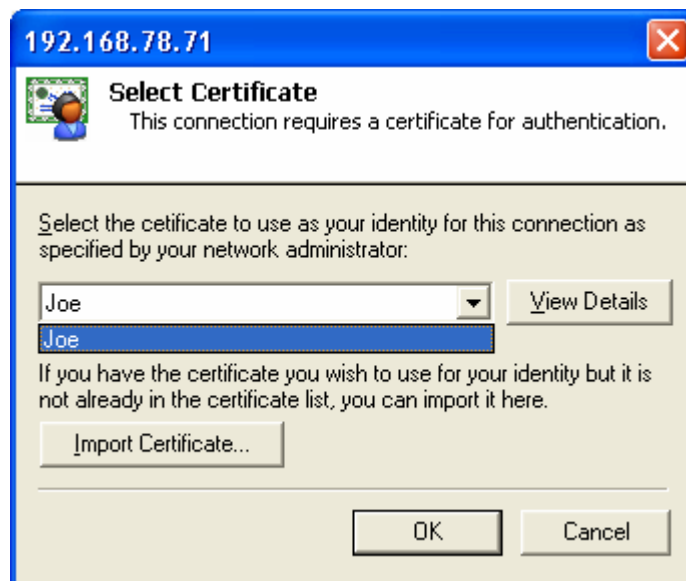 192.168.78.71
Select Certificate
This connection requires a certificate for authentication.
Select the cetificate to use as your identity for this connection as
specified by your network administrator:
Joe
View Details
Joe
If you have the certificate you wish to use for your identity but it is
not already in the certificate list, you can import it here.
Import Certificate...
OK
Cancel